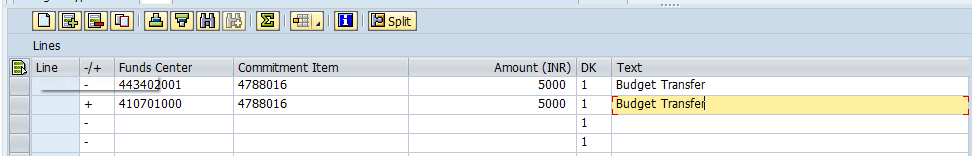 Split
Lines
Line -/+ Funds Center Commitment Item Amount (INR) DK Text
- 443402001 4788016 5000 1 Budget Transfer
+ 410701000 4788016 5000 1 Budget Transfer
- 1
- 1